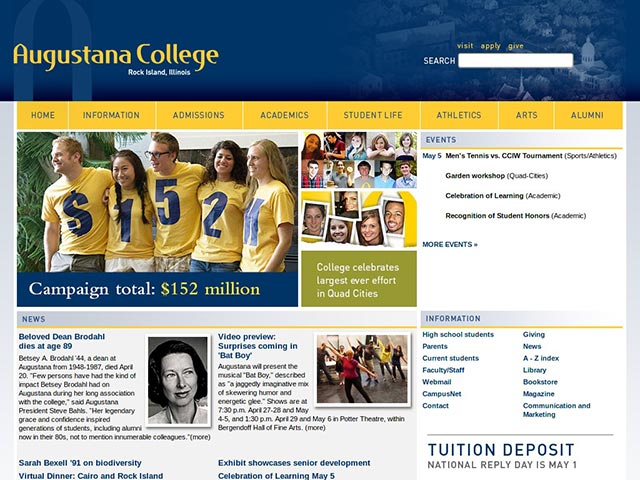 Augustana College
Rock Island, Illinois
visit apply give
SEARCH
HOME INFORMATION ADMISSIONS ACADEMICS STUDENT LIFE ATHLETICS ARTS ALUMNI
$152M
Campaign total: $152 million
College celebrates
largest ever effort
in Quad Cities
EVENTS
May 5 Men's Tennis vs. CCIW Tournament (Sports/Athletics)
Garden workshop (Quad-Cities)
Celebration of Learning (Academic)
Recognition of Student Honors (Academic)
MORE EVENTS »
NEWS
Beloved Dean Brodahl
dies at age 89
Betsey A. Brodahl '44, a dean at
Augustana from 1948-1987, died April
20. "Few persons have had the kind of
impact Betsey Brodahl had on
Augustana during her long association
with the college," said Augustana
President Steve Bahls. "Her legendary
grace and confidence inspired
generations of students, including alumni
now in their 80s, not to mention innumerable colleagues."(more)
Video preview:
Surprises coming in
'Bat Boy'
Augustana will present the
musical "Bat Boy," described
as "a jaggedly imaginative mix
of skewering humor and
energetic glee." Shows are at
7:30 p.m. April 27-28 and May
4-5, and 1:30 p.m. April 29 and May 6 in Potter Theatre, within
Bergendoff Hall of Fine Arts. (more)
Sarah Bexell '91 on biodiversity
Virtual Dinner: Cairo and Rock Island
Exhibit showcases senior development
Celebration of Learning May 5
INFORMATION
High school students
Parents
Current students
Faculty/Staff
Webmail
CampusNet
Contact
Giving
News
A - Z index
Library
Bookstore
Magazine
Communication and
Marketing
TUITION DEPOSIT
NATIONAL REPLY DAY IS MAY 1